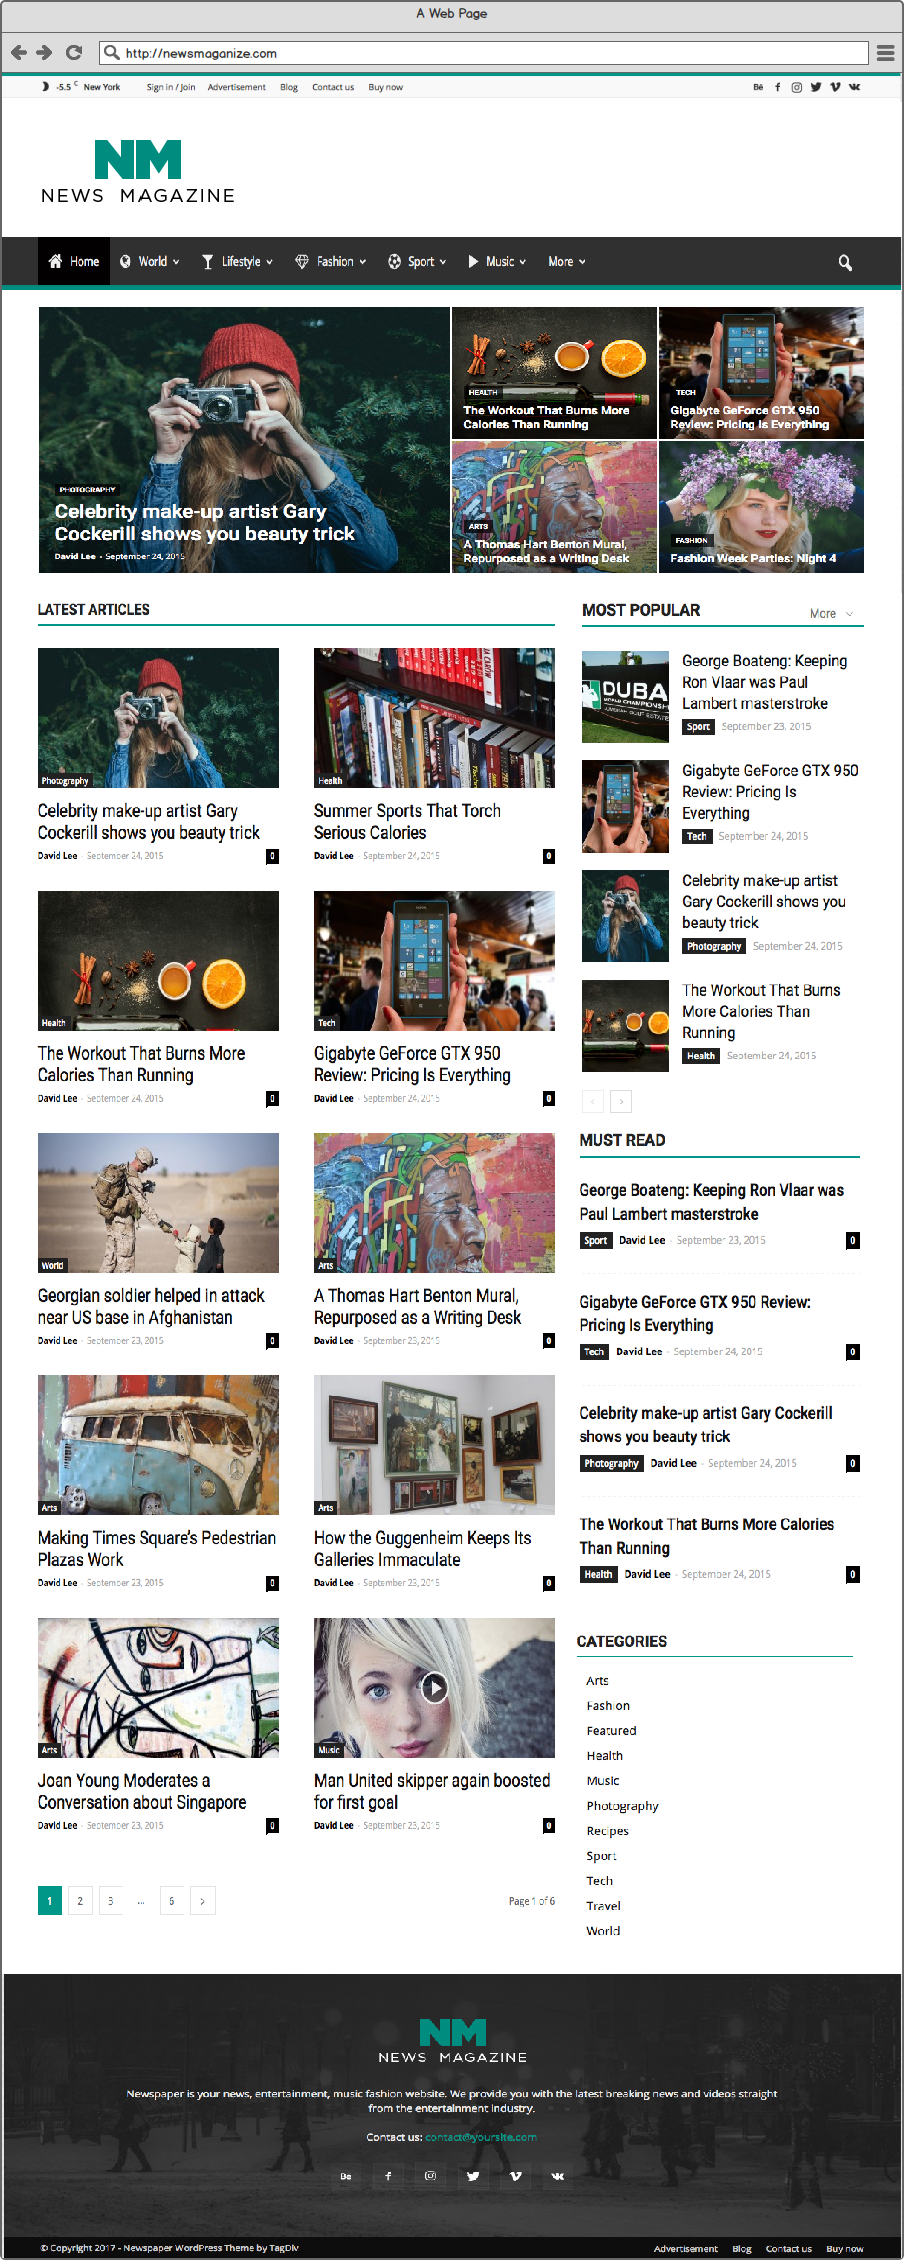 A Web Page
http://newsmaganize.com
-5.5 C New York Sign in / Join Advertisement Blog Contact us Buy now
NM
NEWS MAGAZINE
Home World Lifestyle Fashion Sport Music More
PHOTOGRAPHY
Celebrity make-up artist Gary
Cockerill shows you beauty trick
David Lee - September 24, 2015
HEALTH
The Workout That Burns More
Calories Than Running
TECH
Gigabyte GeForce GTX 950
Review: Pricing Is Everything
ARTS
A Thomas Hart Benton Mural,
Repurposed as a Writing Desk
FASHION
Fashion Week Parties: Night 4
LATEST ARTICLES
Photography
Celebrity make-up artist Gary
Cockerill shows you beauty trick
David Lee - September 24, 2015 0
Health
Summer Sports That Torch
Serious Calories
David Lee - September 24, 2015 0
Health
The Workout That Burns More
Calories Than Running
David Lee - September 24, 2015 0
Tech
Gigabyte GeForce GTX 950
Review: Pricing Is Everything
David Lee - September 24, 2015 0
World
Georgian soldier helped in attack
near US base in Afghanistan
David Lee - September 23, 2015 0
Arts
A Thomas Hart Benton Mural,
Repurposed as a Writing Desk
David Lee - September 23, 2015 0
Arts
Making Times Square's Pedestrian
Plazas Work
David Lee - September 23, 2015 0
Arts
How the Guggenheim Keeps Its
Galleries Immaculate
David Lee - September 23, 2015 0
Arts
Joan Young Moderates a
Conversation about Singapore
David Lee - September 23, 2015 0
Music
Man United skipper again boosted
for first goal
David Lee - September 23, 2015 0
1 2 3 ... 6
Page 1 of 6
MOST POPULAR More
DUBA
WORLD CHAMPIONSHIP
JUMEIRAH GOLF ESTATE
George Boateng: Keeping
Ron Vlaar was Paul
Lambert masterstroke
Sport September 23, 2015
Gigabyte GeForce GTX 950
Review: Pricing Is
Everything
Tech September 24, 2015
Celebrity make-up artist
Gary Cockerill shows you
beauty trick
Photography September 24, 2015
The Workout That Burns
More Calories Than
Running
Health September 24, 2015
MUST READ
George Boateng: Keeping Ron Vlaar was
Paul Lambert masterstroke
Sport David Lee - September 23, 2015 0
Gigabyte GeForce GTX 950 Review:
Pricing Is Everything
Tech David Lee - September 24, 2015 0
Celebrity make-up artist Gary Cockerill
shows you beauty trick
Photography David Lee - September 24, 2015 0
The Workout That Burns More Calories
Than Running
Health David Lee - September 24, 2015 0
CATEGORIES
Arts
Fashion
Featured
Health
Music
Photography
Recipes
Sport
Tech
Travel
World
NM
NEWS MAGAZINE
Newspaper is your news, entertainment, music fashion website. We provide you with the latest breaking news and videos straight
from the entertainment industry.
Contact us: contact@yoursite.com
© Copyright 2017 - Newspaper WordPress Theme by TagDiv
Advertisement Blog Contact us Buy now